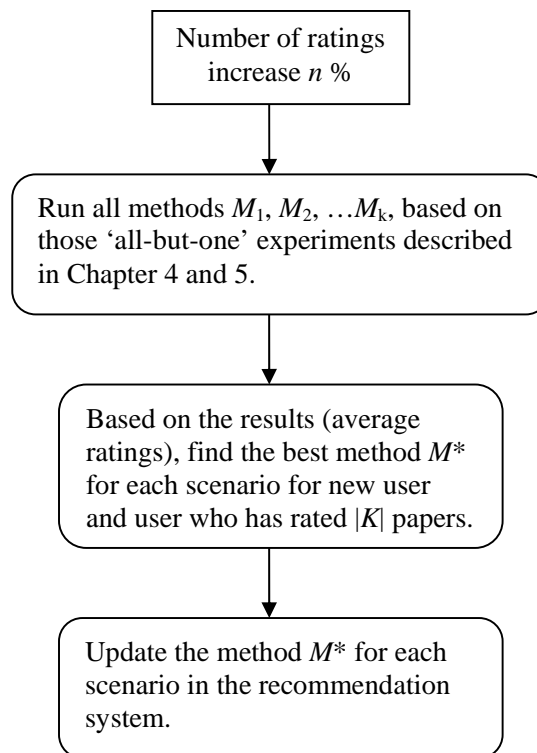 Number of ratings
increase n %
Run all methods M₁, M₂, …Mₖ, based on
those ‘all-but-one’ experiments described
in Chapter 4 and 5.
Based on the results (average
ratings), find the best method M*
for each scenario for new user
and user who has rated |K| papers.
Update the method M* for each
scenario in the recommendation
system.